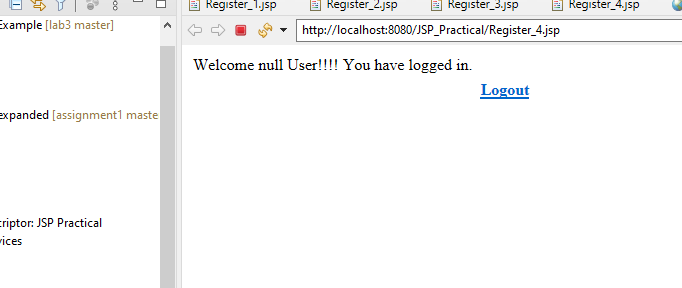 Register_1.jsp Register_2.jsp Register_3.jsp Register_4.jsp
Example [lab3 master]
http://localhost:8080/JSP_Practical/Register_4.jsp
Welcome null User!!!! You have logged in.
Logout
expanded [assignment1 maste
criptor: JSP Practical
vices